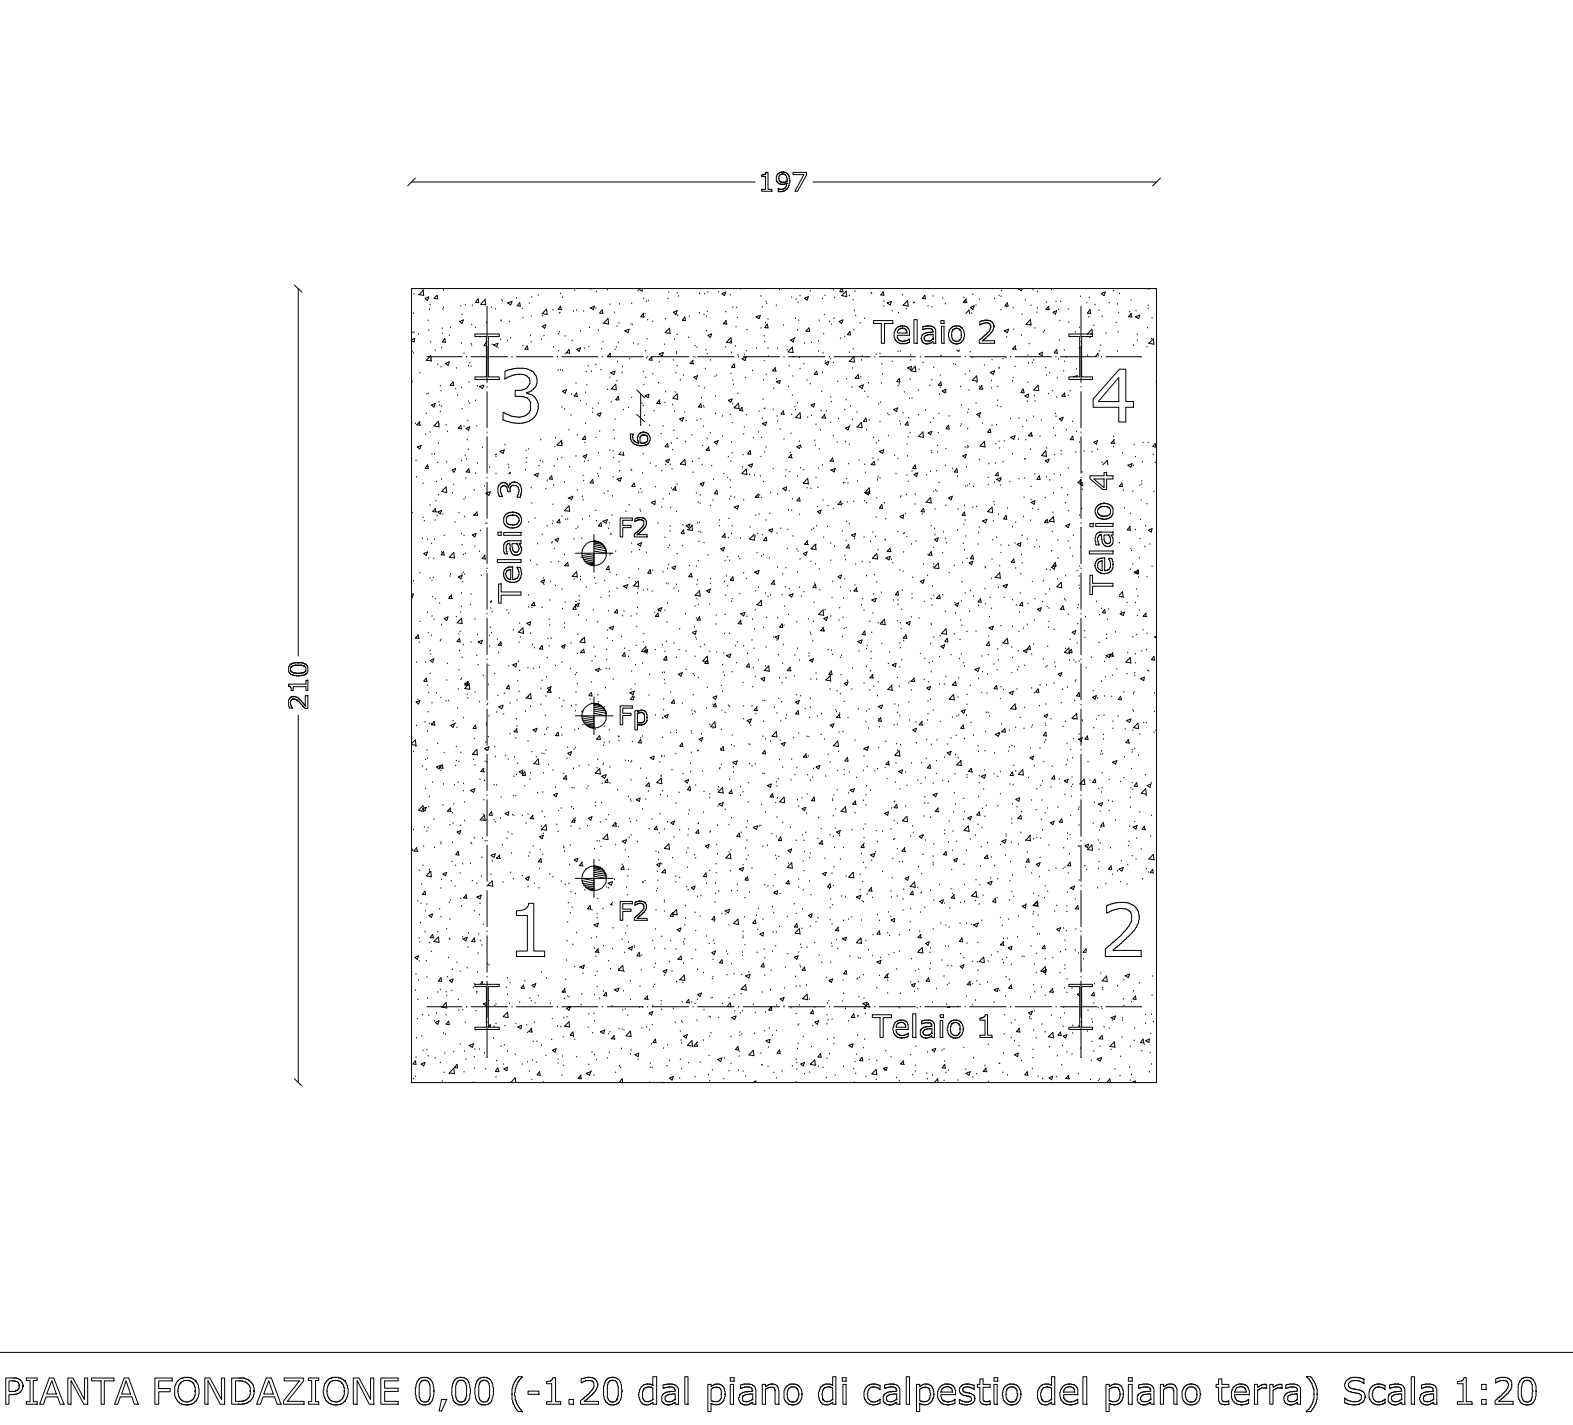 197
Telaio 2
3
4
6
Telaio 3
Telaio 4
F2
210
Fp
F2
1
2
Telaio 1
PIANTA FONDAZIONE 0,00 (-1.20 dal piano di calpestio del piano terra) Scala 1:20